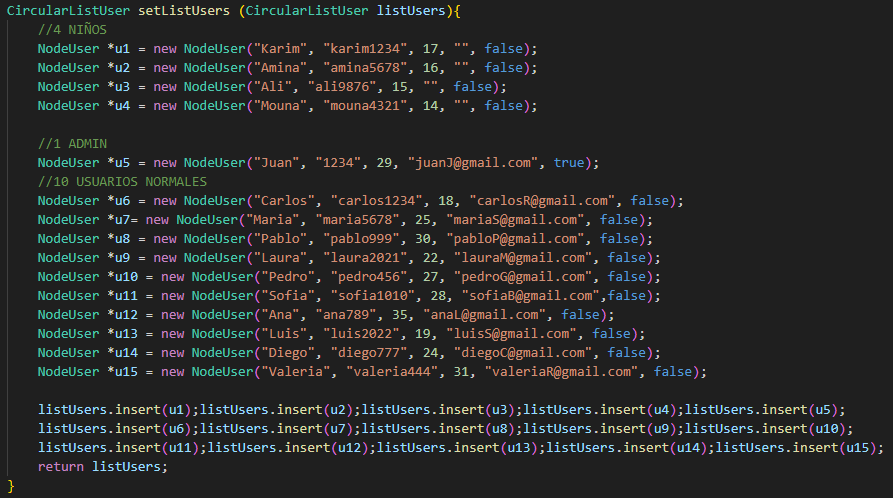 CircularListUser setListUsers (CircularListUser listUsers){
//4 NIÑOS
NodeUser *u1 = new NodeUser("Karim", "karim1234", 17, "", false);
NodeUser *u2 = new NodeUser("Amina", "amina5678", 16, "", false);
NodeUser *u3 = new NodeUser("Ali", "ali9876", 15, "", false);
NodeUser *u4 = new NodeUser("Mouna", "mouna4321", 14, "", false);
//1 ADMIN
NodeUser *u5 = new NodeUser("Juan", "1234", 29, "juanJ@gmail.com", true);
//10 USUARIOS NORMALES
NodeUser *u6 = new NodeUser("Carlos", "carlos1234", 18, "carlosR@gmail.com", false);
NodeUser *u7= new NodeUser("Maria", "maria5678", 25, "mariaS@gmail.com", false);
NodeUser *u8 = new NodeUser("Pablo", "pablo999", 30, "pabloP@gmail.com", false);
NodeUser *u9 = new NodeUser("Laura", "laura2021", 22, "lauraM@gmail.com", false);
NodeUser *u10 = new NodeUser("Pedro", "pedro456", 27, "pedroG@gmail.com", false);
NodeUser *u11 = new NodeUser("Sofia", "sofia1010", 28, "sofiaB@gmail.com",false);
NodeUser *u12 = new NodeUser("Ana", "ana789", 35, "anaL@gmail.com", false);
NodeUser *u13 = new NodeUser("Luis", "luis2022", 19, "luisS@gmail.com", false);
NodeUser *u14 = new NodeUser("Diego", "diego777", 24, "diegoC@gmail.com", false);
NodeUser *u15 = new NodeUser("Valeria", "valeria444", 31, "valeriaR@gmail.com", false);
listUsers.insert(u1);listUsers.insert(u2);listUsers.insert(u3);listUsers.insert(u4);listUsers.insert(u5);
listUsers.insert(u6);listUsers.insert(u7);listUsers.insert(u8);listUsers.insert(u9);listUsers.insert(u10);
listUsers.insert(u11);listUsers.insert(u12);listUsers.insert(u13);listUsers.insert(u14);listUsers.insert(u15);
return listUsers;
}